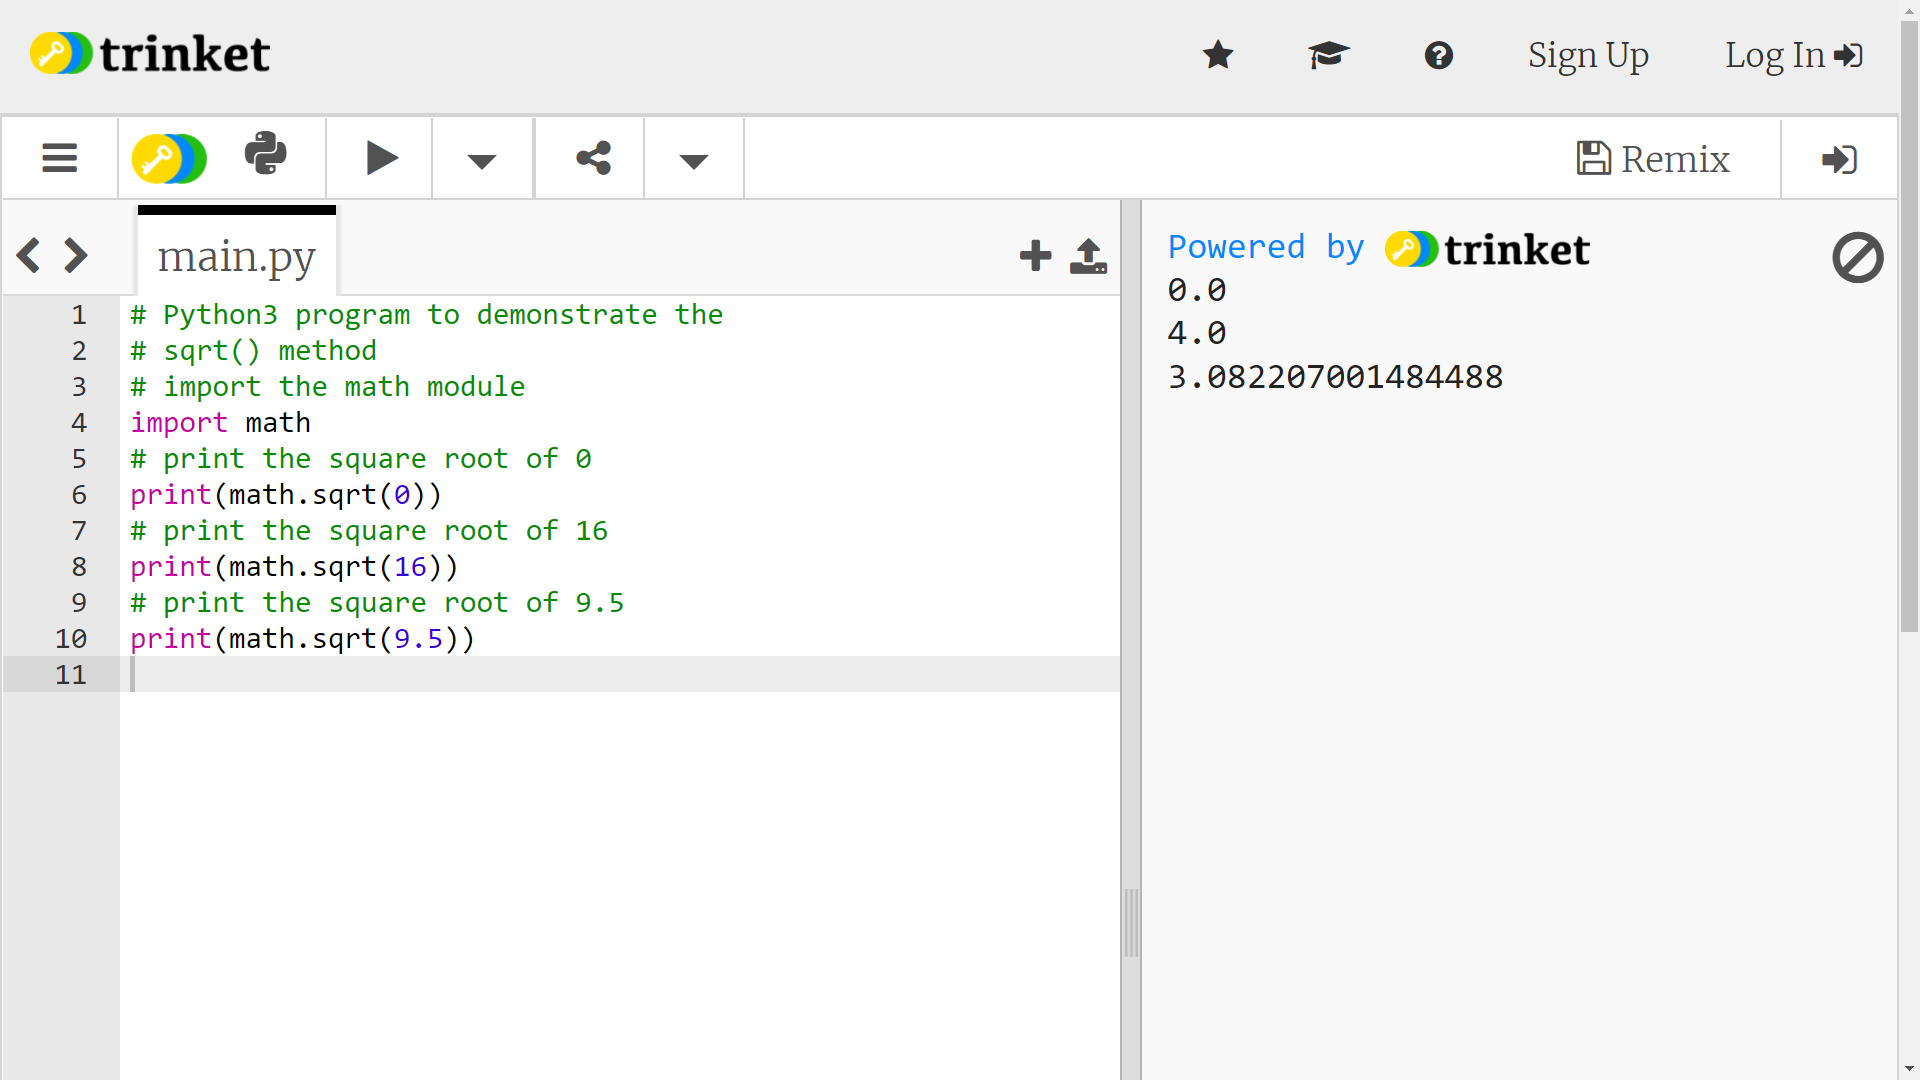 trinket
Sign Up
Log In
Remix
main.py
1 # Python3 program to demonstrate the
2 # sqrt() method
3 # import the math module
4 import math
5 # print the square root of 0
6 print(math.sqrt(0))
7 # print the square root of 16
8 print(math.sqrt(16))
9 # print the square root of 9.5
10 print(math.sqrt(9.5))
11
Powered by trinket
0.0
4.0
3.082207001484488